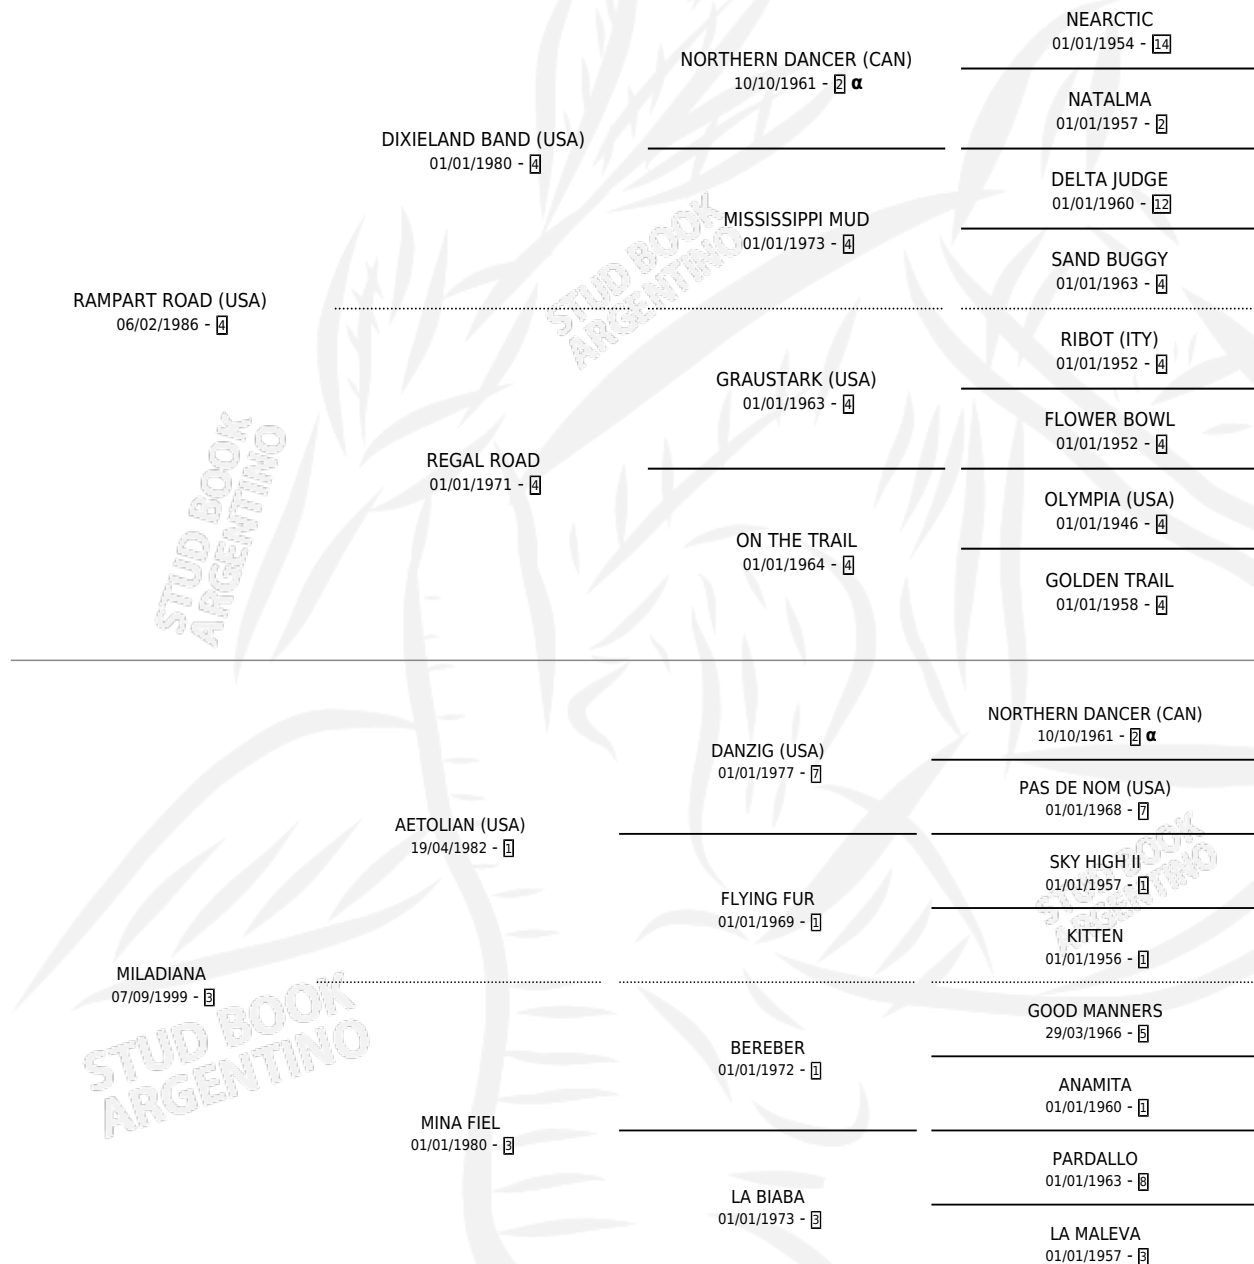 NEARCTIC
01/01/1954 - 14
NORTHERN DANCER (CAN)
10/10/1961 - 2 α
NATALMA
01/01/1957 - 2
DIXIELAND BAND (USA)
01/01/1980 - 4
DELTA JUDGE
01/01/1960 - 12
MISSISSIPPI MUD
01/01/1973 - 4
SAND BUGGY
01/01/1963 - 4
STUD BOOK
ARGENTINO
RAMPART ROAD (USA)
06/02/1986 - 4
RIBOT (ITY)
01/01/1952 - 4
GRAUSTARK (USA)
01/01/1963 - 4
FLOWER BOWL
01/01/1952 - 4
REGAL ROAD
01/01/1971 - 4
OLYMPIA (USA)
01/01/1946 - 4
ON THE TRAIL
01/01/1964 - 4
GOLDEN TRAIL
01/01/1958 - 4
STUD BOOK
ARGENTINO
NORTHERN DANCER (CAN)
10/10/1961 - 2 α
DANZIG (USA)
01/01/1977 - 7
PAS DE NOM (USA)
01/01/1968 - 7
AETOLIAN (USA)
19/04/1982 - 1
SKY HIGH II
01/01/1957 - 1
FLYING FUR
01/01/1969 - 1
KITTEN
01/01/1956 - 1
STUD BOOK
ARGENTINO
MILADIANA
07/09/1999 - 3
GOOD MANNERS
29/03/1966 - 5
BEREBER
01/01/1972 - 1
ANAMITA
01/01/1960 - 1
MINA FIEL
01/01/1980 - 3
PARDALLO
01/01/1963 - 8
LA BIABA
01/01/1973 - 3
LA MALEVA
01/01/1957 - 3
STUD BOOK
ARGENTINO